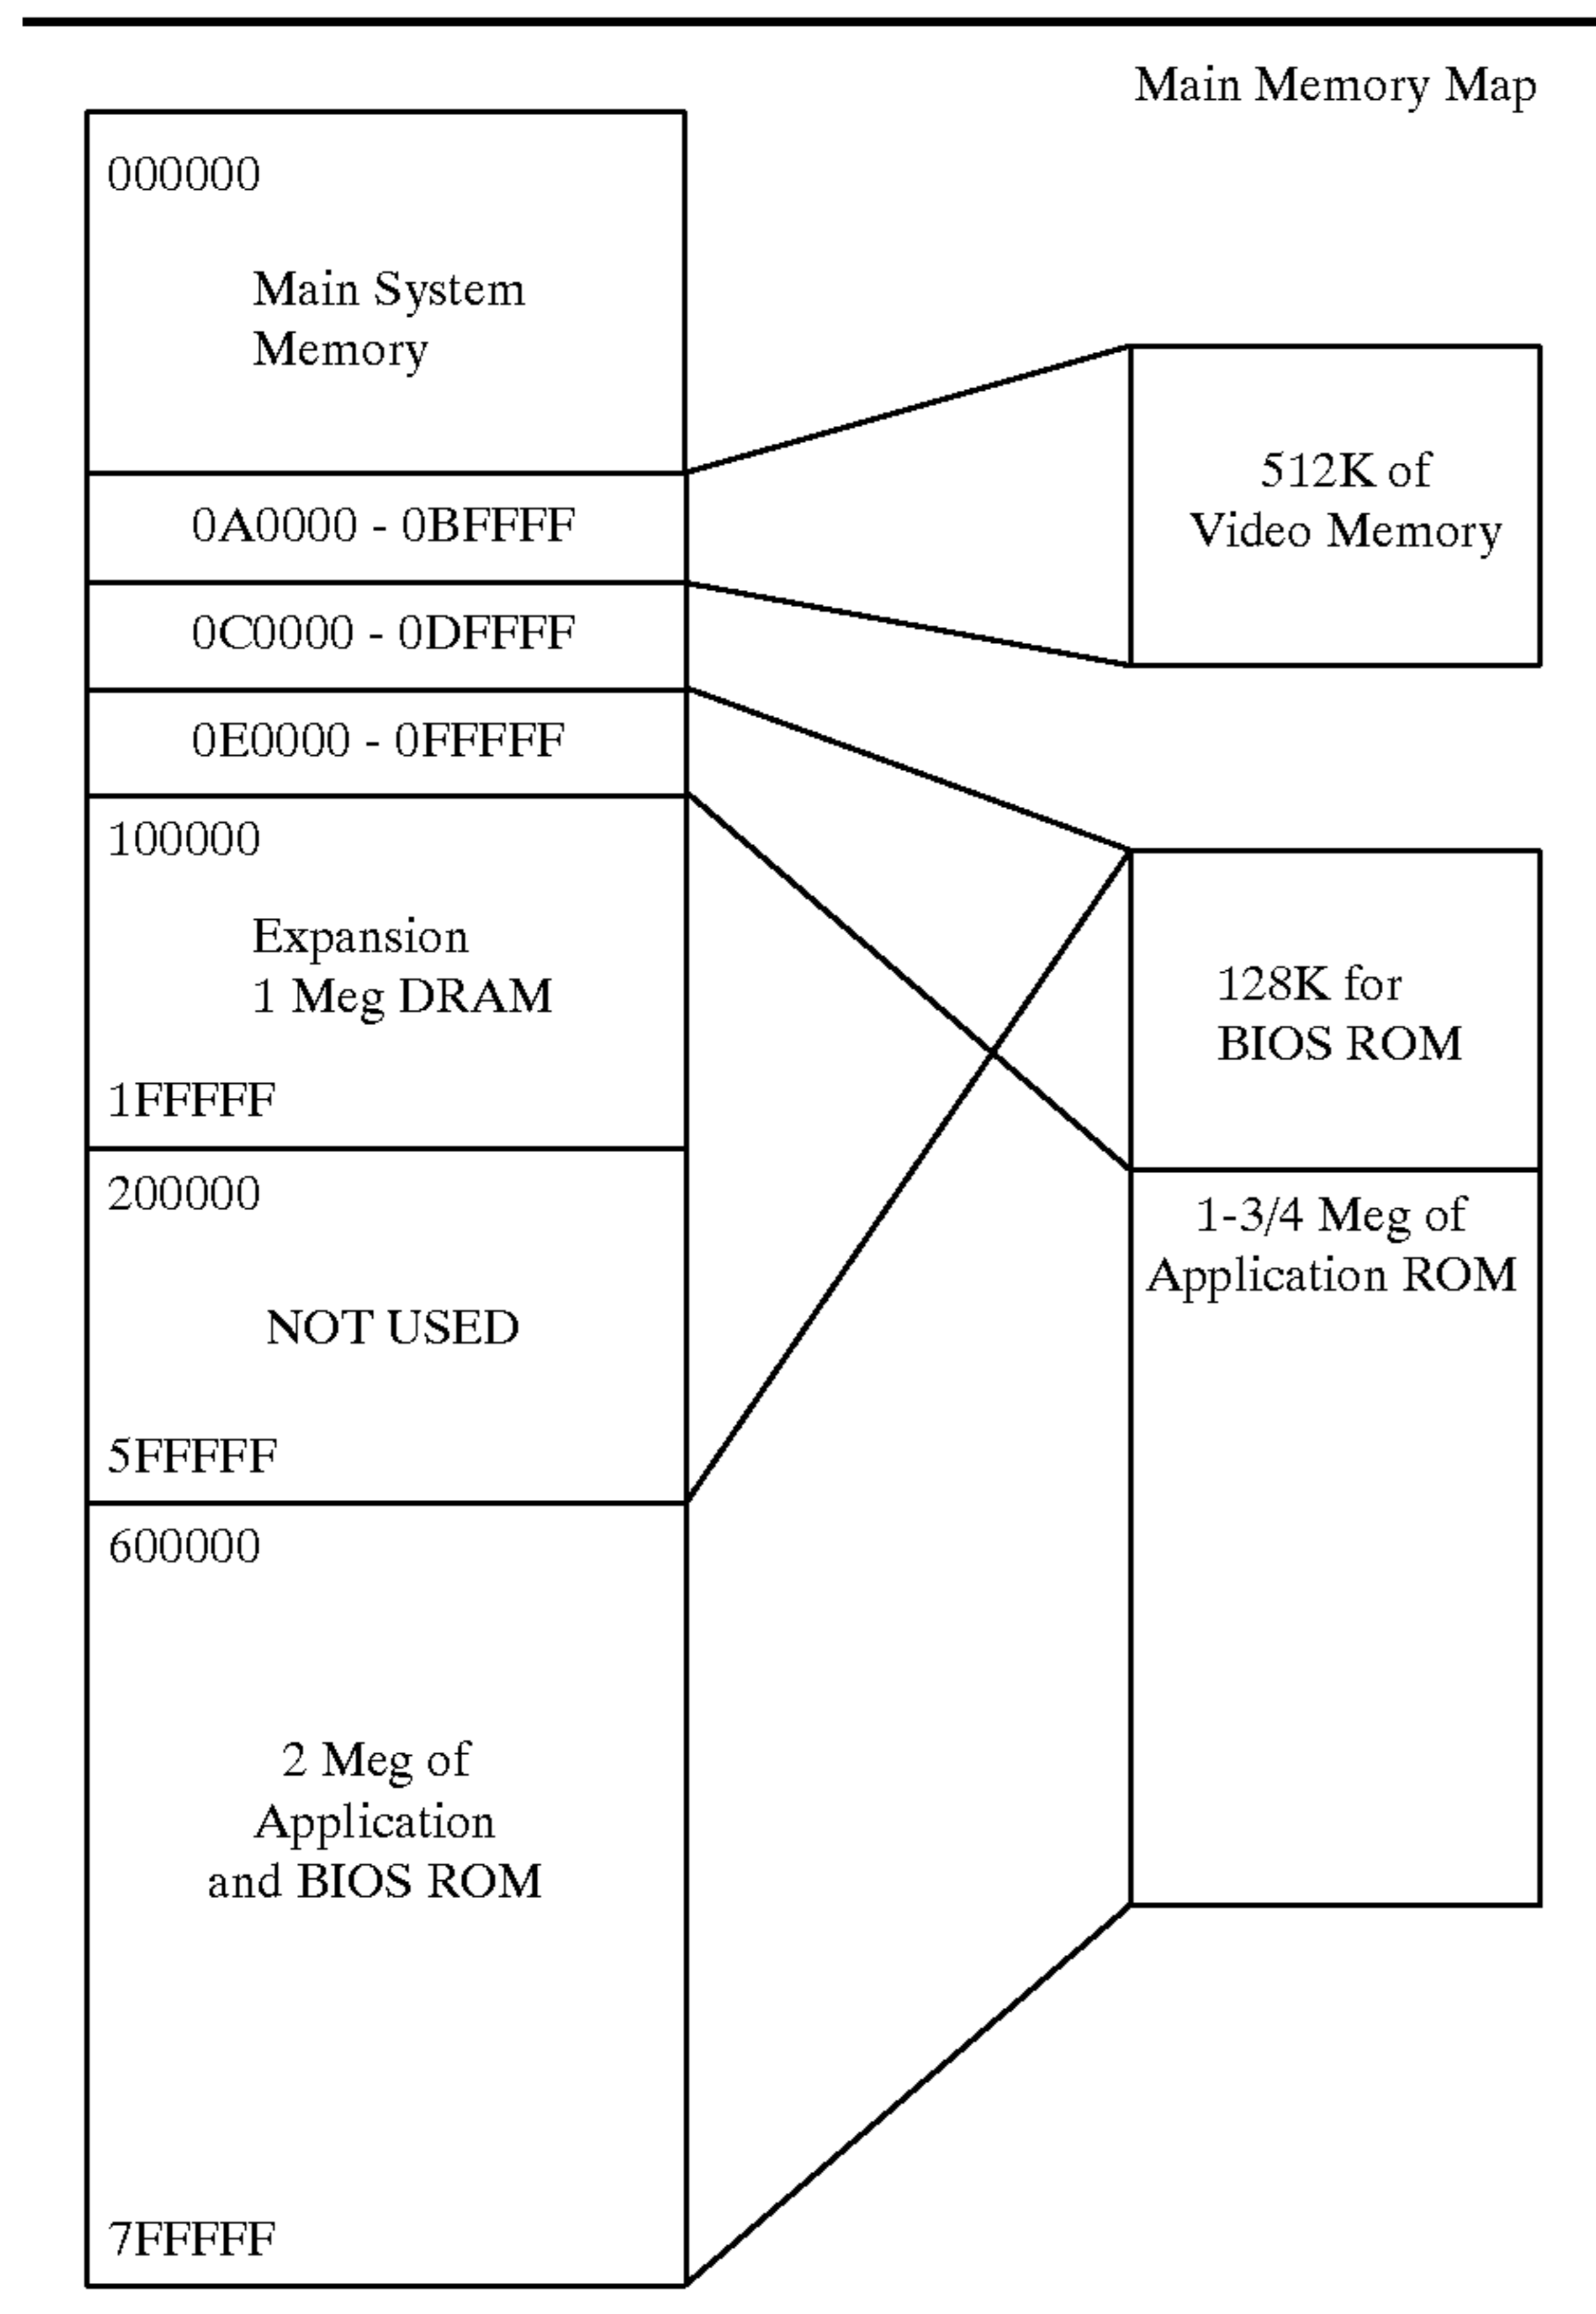 Main Memory Map
000000
Main System
Memory
0A0000 - 0BFFFF
0C0000 - 0DFFFF
0E0000 - 0FFFFF
100000
Expansion
1 Meg DRAM
1FFFFF
200000
NOT USED
5FFFFF
600000
2 Meg of
Application
and BIOS ROM
7FFFFF
512K of
Video Memory
128K for
BIOS ROM
1-3/4 Meg of
Application ROM